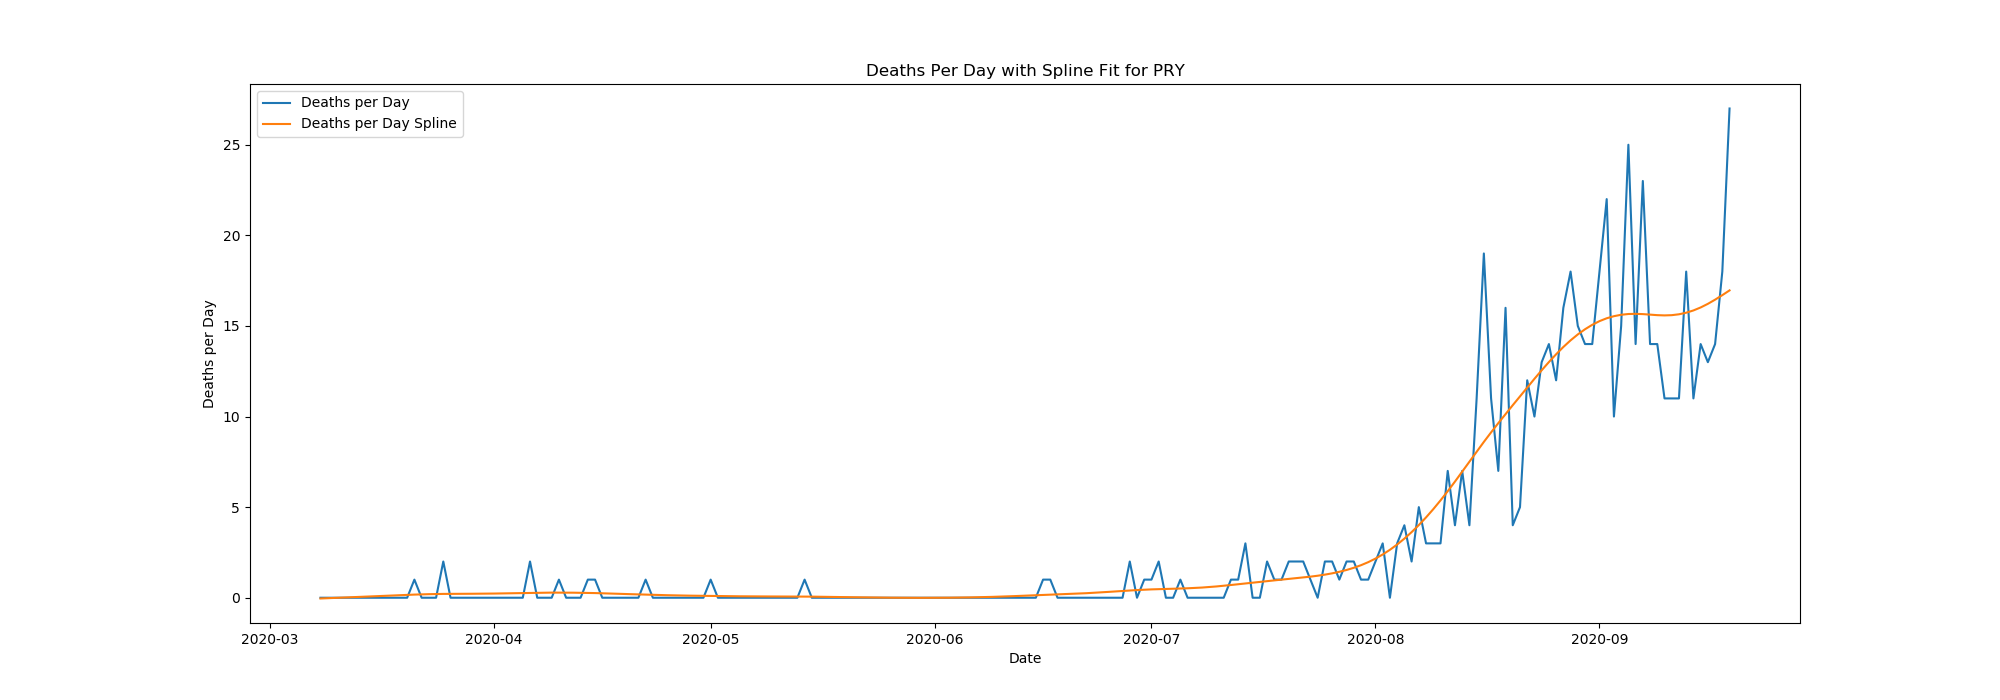 Deaths Per Day with Spline Fit for PRY
Deaths per Day
Deaths per Day Spline
25
20
15
10
5
0
Deaths per Day
2020-03 2020-04 2020-05 2020-06 2020-07 2020-08 2020-09
Date